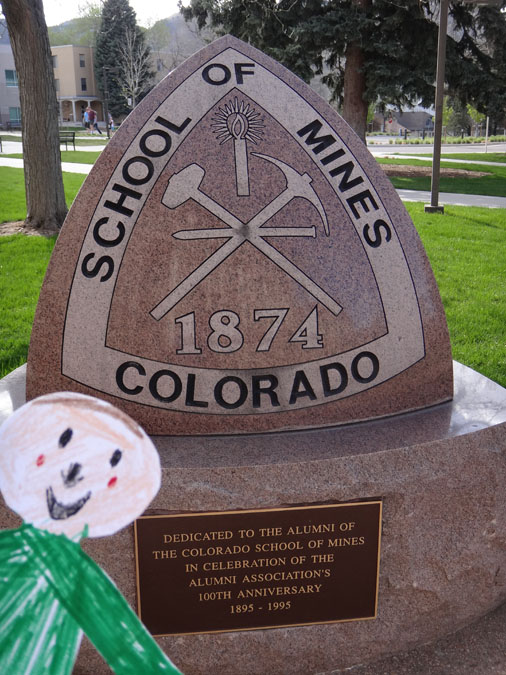 SCHOOL OF MINES
1874
COLORADO
DEDICATED TO THE ALUMNI OF
THE COLORADO SCHOOL OF MINES
IN CELEBRATION OF THE
ALUMNI ASSOCIATION'S
100TH ANNIVERSARY
1895 - 1995